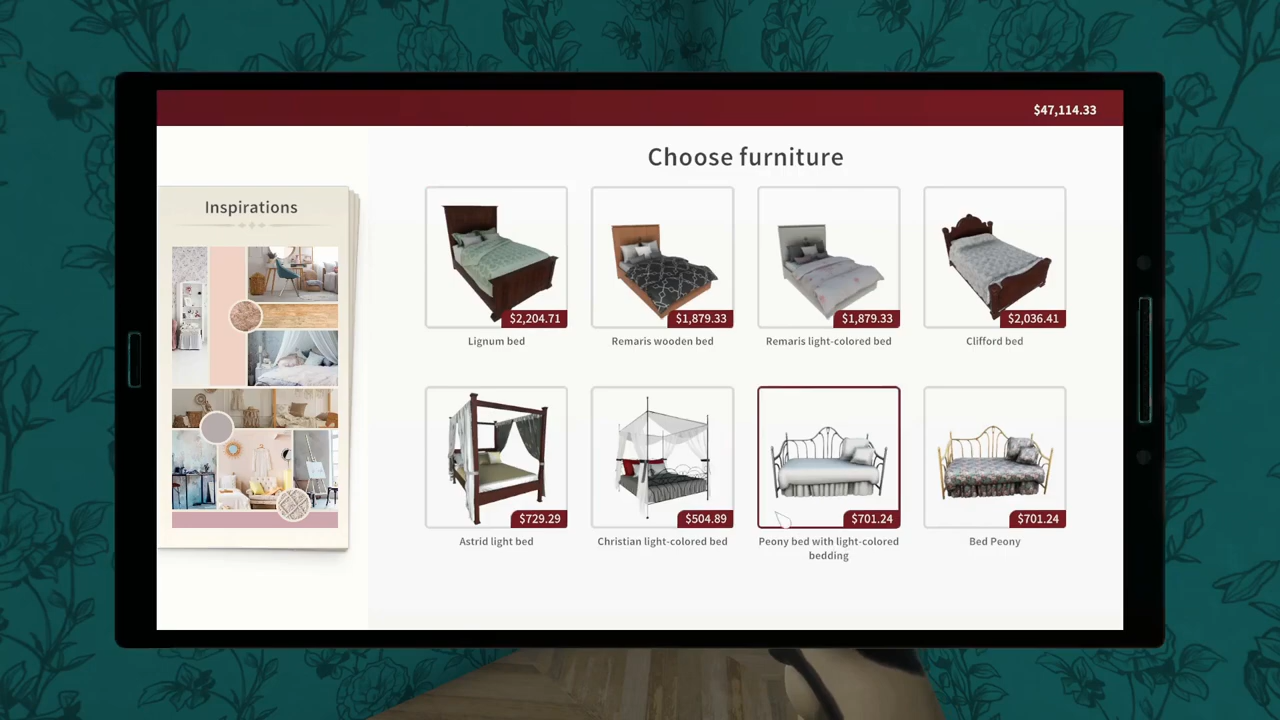 $47,114.33
Choose furniture
Inspirations
$2,204.71
$1,879.33
$1,879.33
$2,036.41
Lignum bed
Remaris wooden bed
Remaris light-colored bed
Clifford bed
$729.29
$504.89
$701.24
$701.24
Astrid light bed
Christian light-colored bed
Peony bed with light-colored
bedding
Bed Peony